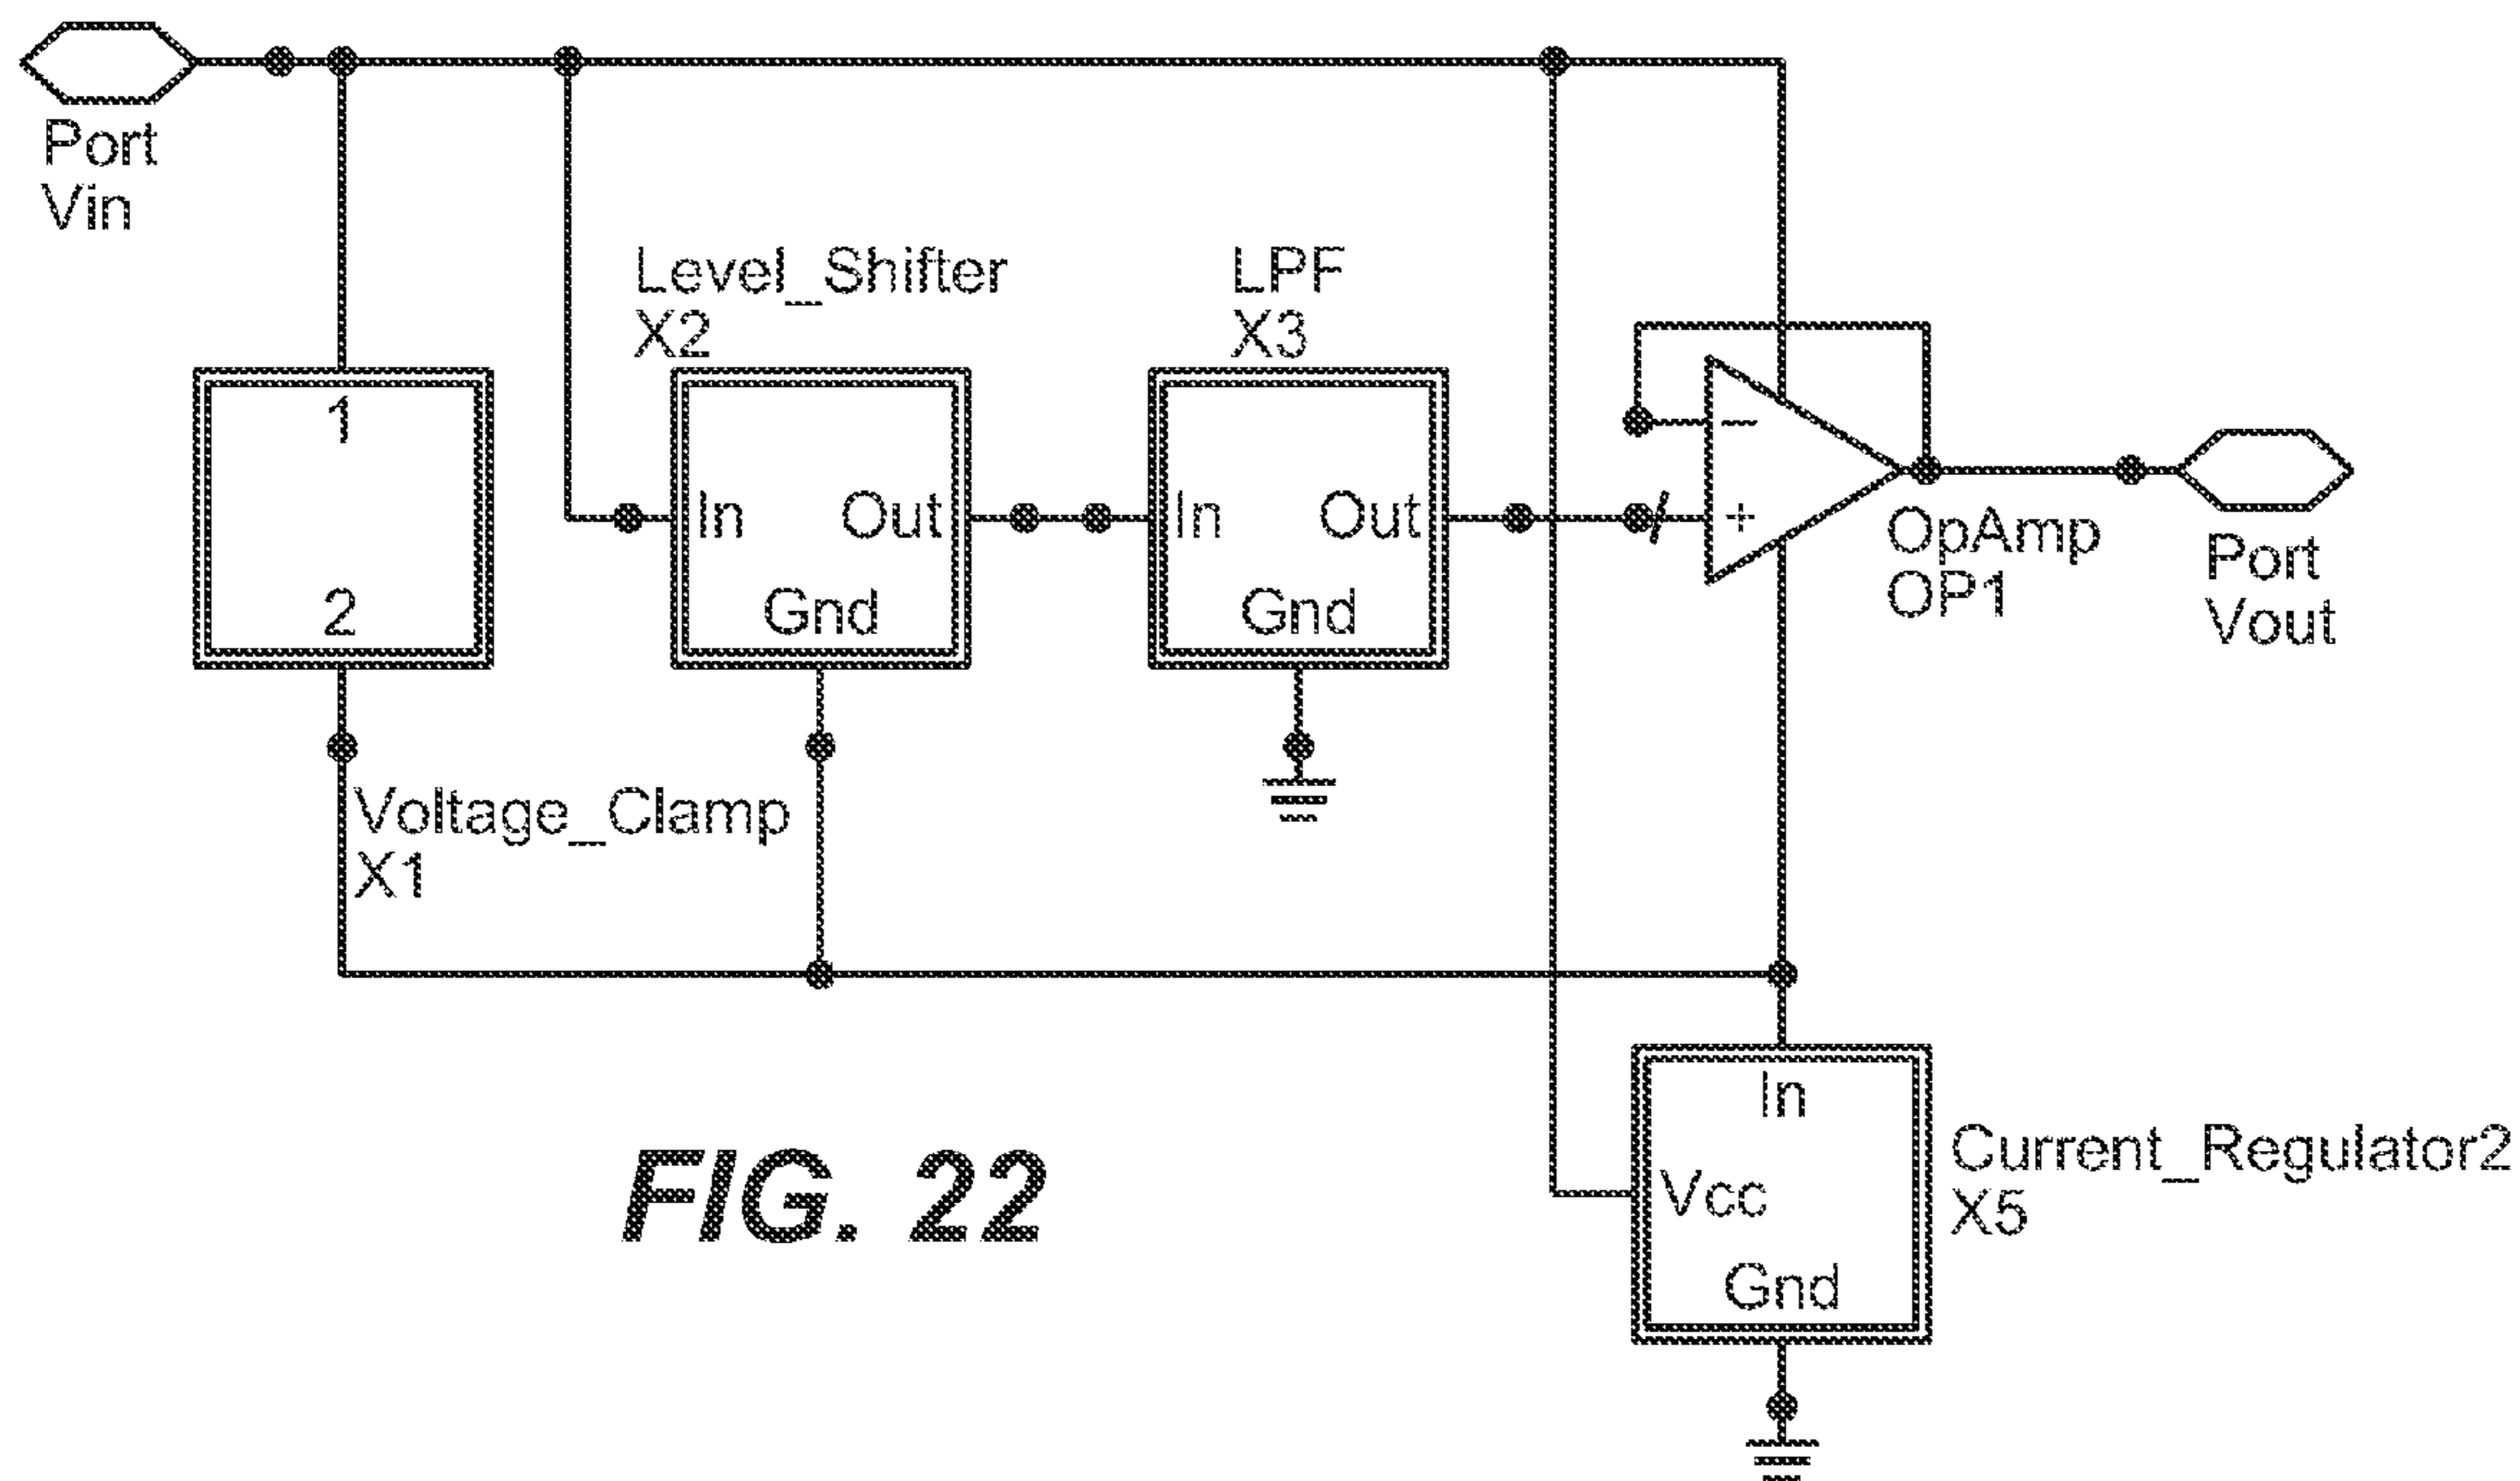 Port
Vin
Level_Shifter
X2
LPF
X3
1
2
In
Out
Gnd
In
Out
Gnd
−
+
OpAmp
OP1
Port
Vout
Voltage_Clamp
X1
In
Vcc
Gnd
Current_Regulator2
X5
FIG. 22